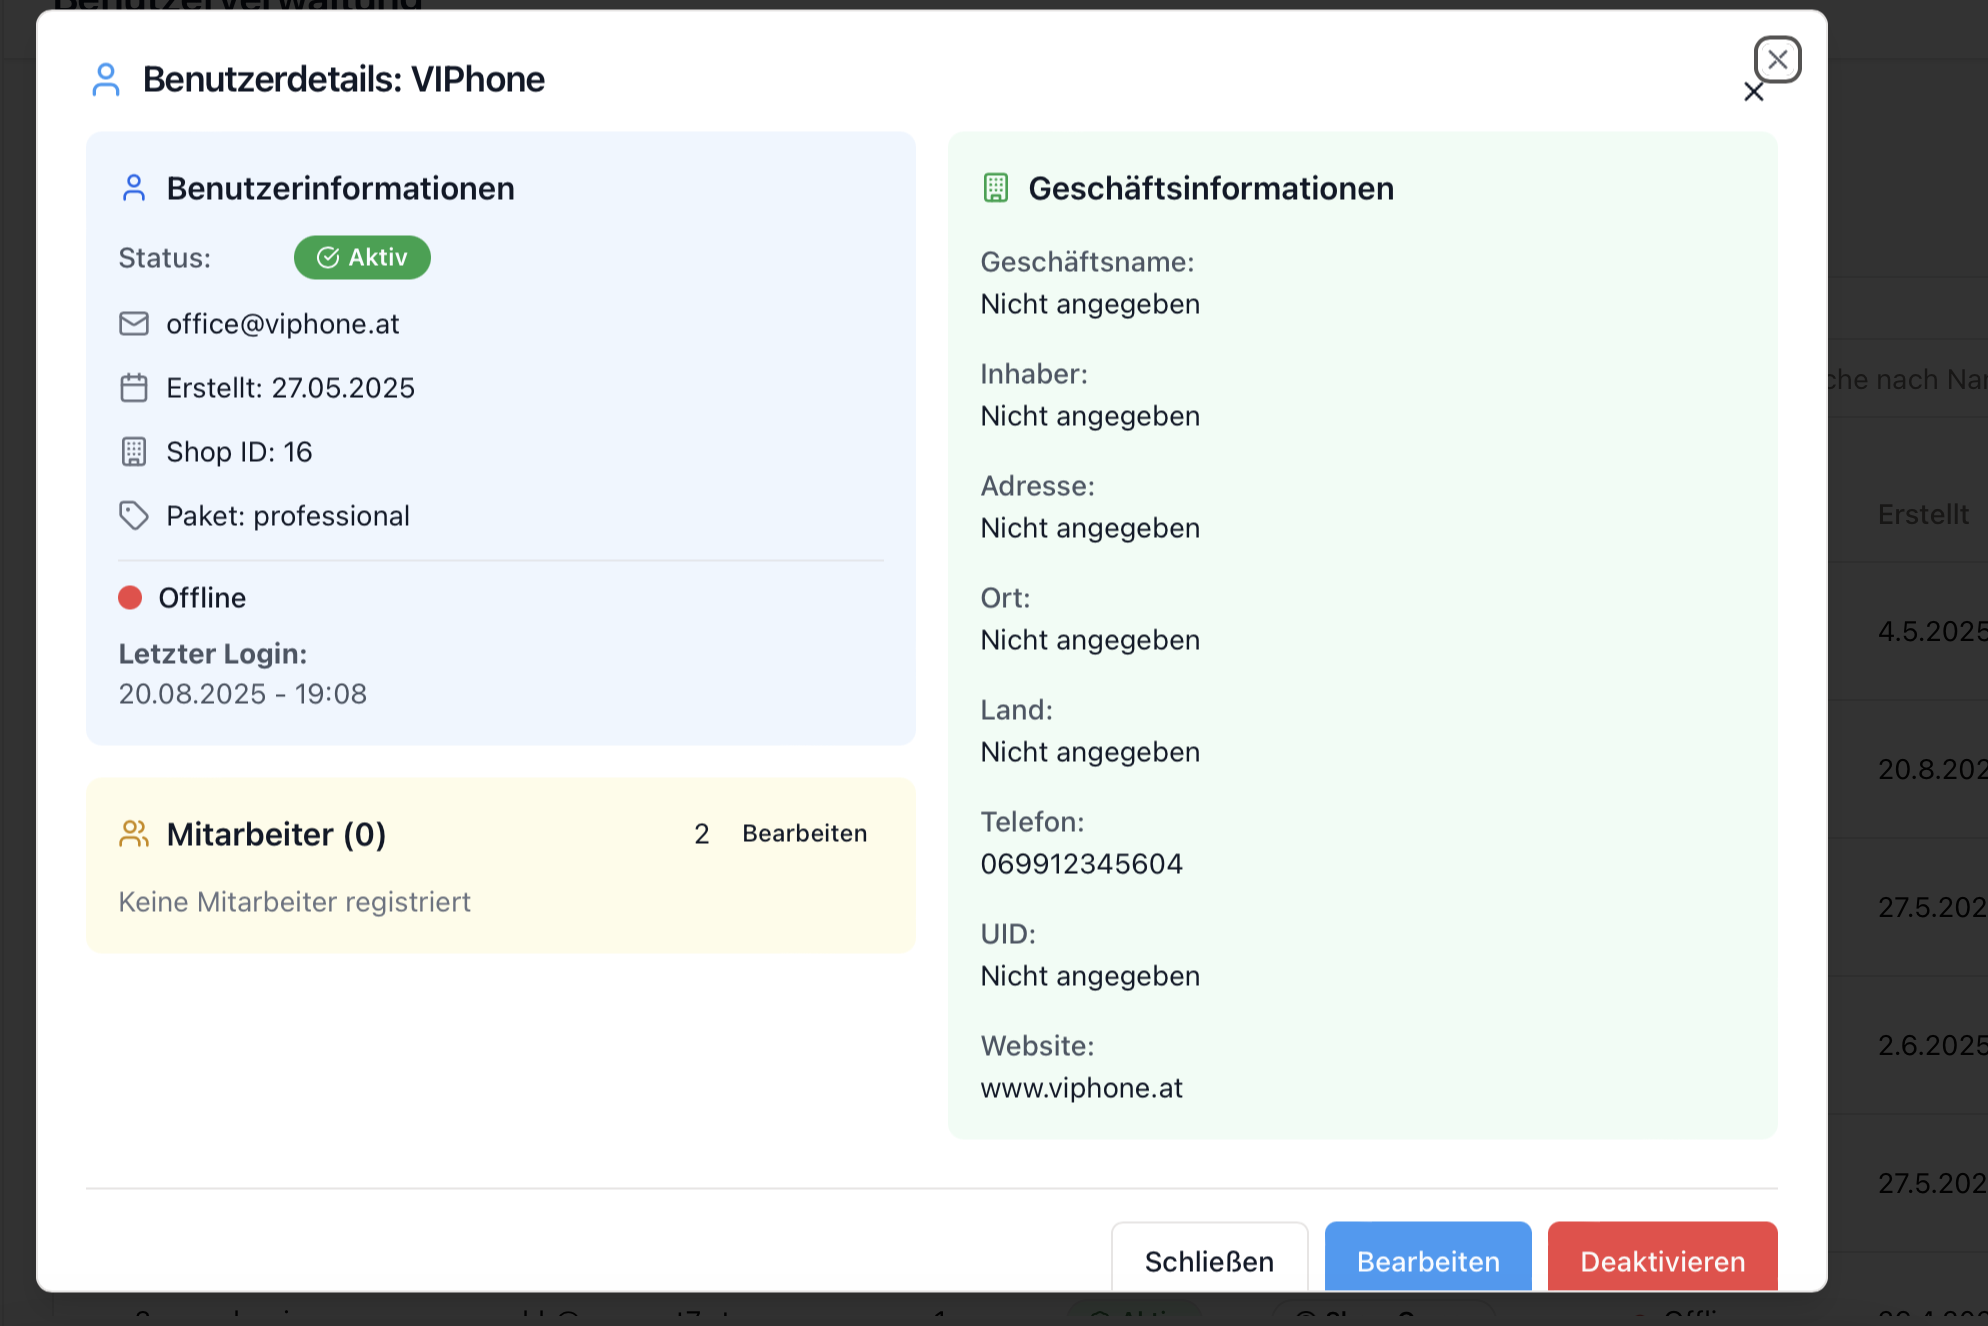 Benutzerverwaltung
Benutzerdetails: VIPhone
Benutzerinformationen
Status: Aktiv
office@viphone.at
Erstellt: 27.05.2025
Shop ID: 16
Paket: professional
Offline
Letzter Login:
20.08.2025 - 19:08
Mitarbeiter (0) 2 Bearbeiten
Keine Mitarbeiter registriert
Geschäftsinformationen
Geschäftsname:
Nicht angegeben
Inhaber:
Nicht angegeben
Adresse:
Nicht angegeben
Ort:
Nicht angegeben
Land:
Nicht angegeben
Telefon:
069912345604
UID:
Nicht angegeben
Website:
www.viphone.at
Schließen Bearbeiten Deaktivieren
nach
Erstellt
4.5.2025
20.8.202
27.5.202
2.6.2025
27.5.202